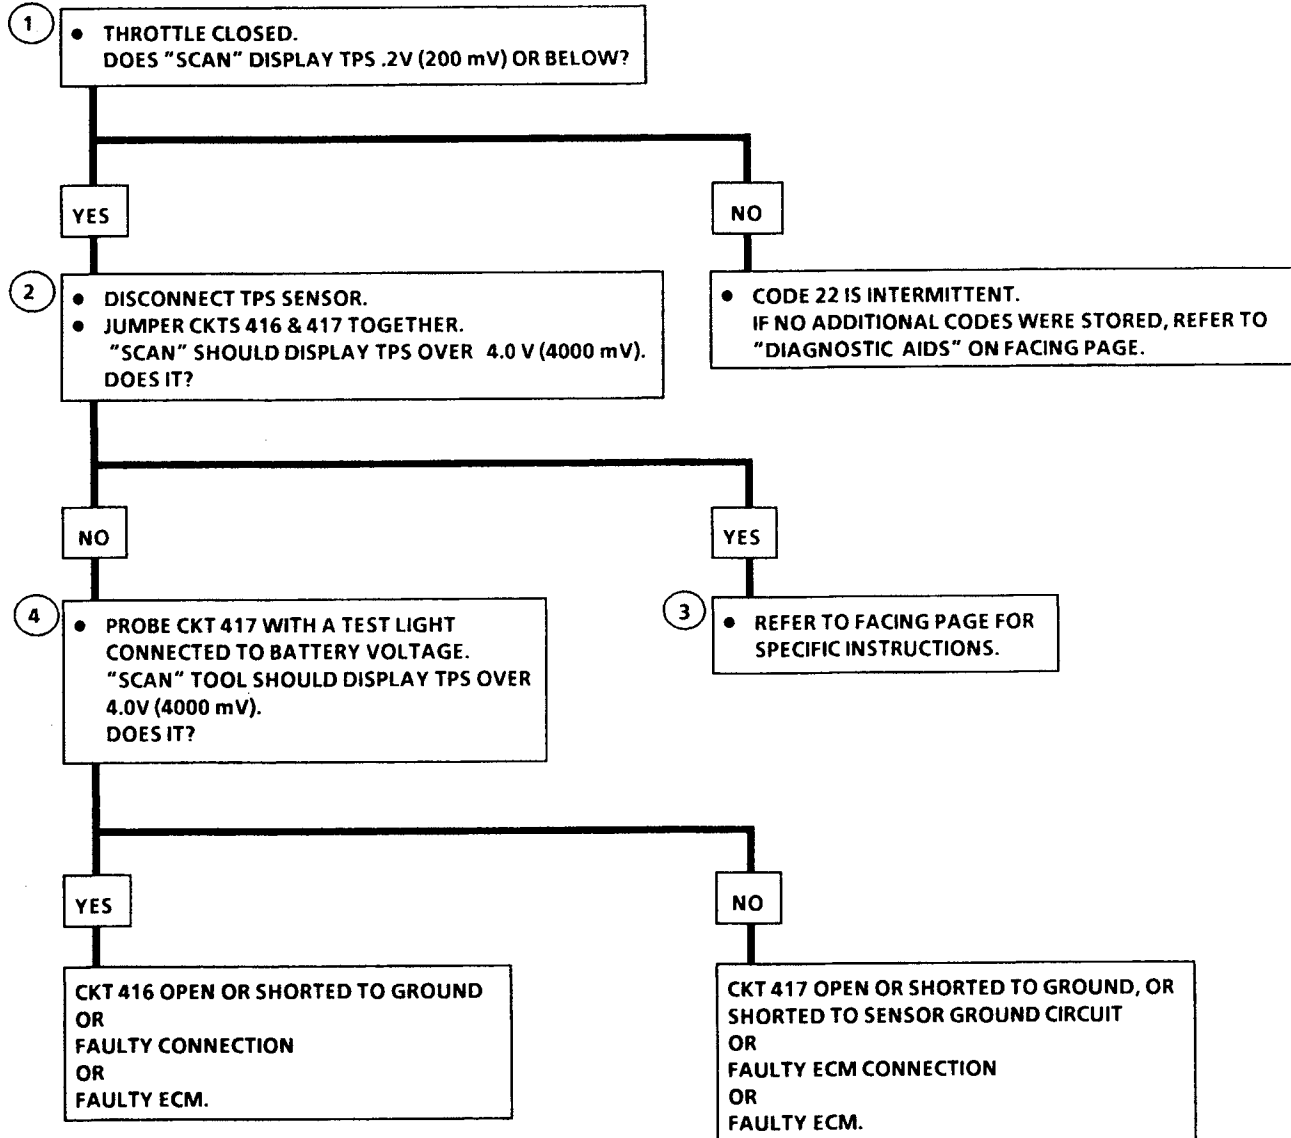 1
• THROTTLE CLOSED.
DOES "SCAN" DISPLAY TPS .2V (200 mV) OR BELOW?
YES
NO
2
• DISCONNECT TPS SENSOR.
• JUMPER CKTS 416 & 417 TOGETHER.
"SCAN" SHOULD DISPLAY TPS OVER 4.0 V (4000 mV).
DOES IT?
• CODE 22 IS INTERMITTENT.
IF NO ADDITIONAL CODES WERE STORED, REFER TO
"DIAGNOSTIC AIDS" ON FACING PAGE.
NO
YES
4
• PROBE CKT 417 WITH A TEST LIGHT
CONNECTED TO BATTERY VOLTAGE.
"SCAN" TOOL SHOULD DISPLAY TPS OVER
4.0V (4000 mV).
DOES IT?
3
• REFER TO FACING PAGE FOR
SPECIFIC INSTRUCTIONS.
YES
NO
CKT 416 OPEN OR SHORTED TO GROUND
OR
FAULTY CONNECTION
OR
FAULTY ECM.
CKT 417 OPEN OR SHORTED TO GROUND, OR
SHORTED TO SENSOR GROUND CIRCUIT
OR
FAULTY ECM CONNECTION
OR
FAULTY ECM.